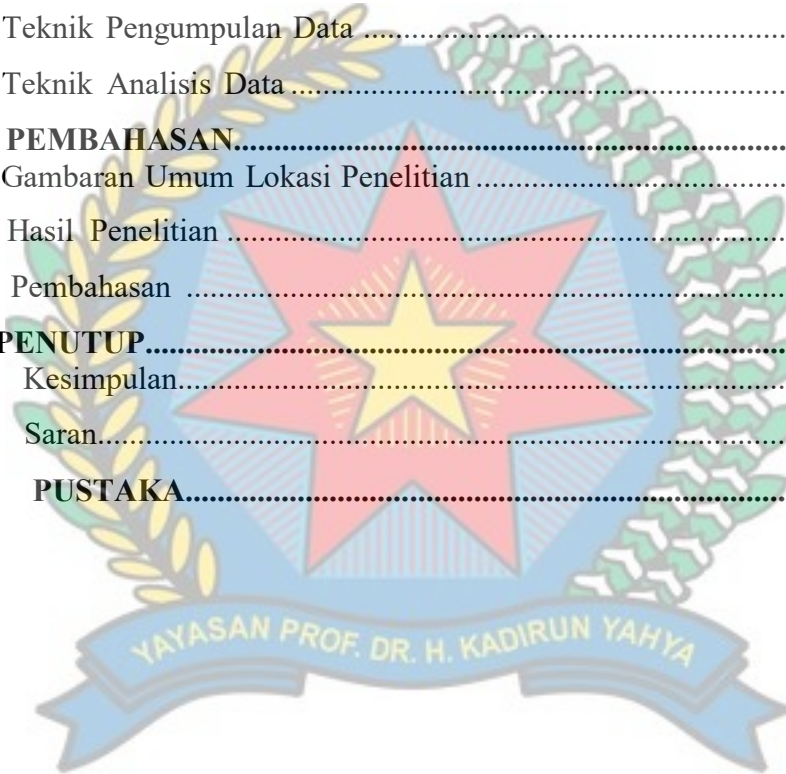 Teknik Pengumpulan Data ......................................................
Teknik Analisis Data ...............................................................
PEMBAHASAN......................................................................
Gambaran Umum Lokasi Penelitian .......................................
Hasil Penelitian .......................................................................
Pembahasan ...........................................................................
PENUTUP................................................................................
Kesimpulan..............................................................................
Saran........................................................................................
PUSTAKA...........................................................................
YAYASAN PROF. DR. H. KADIRUN YAHYA